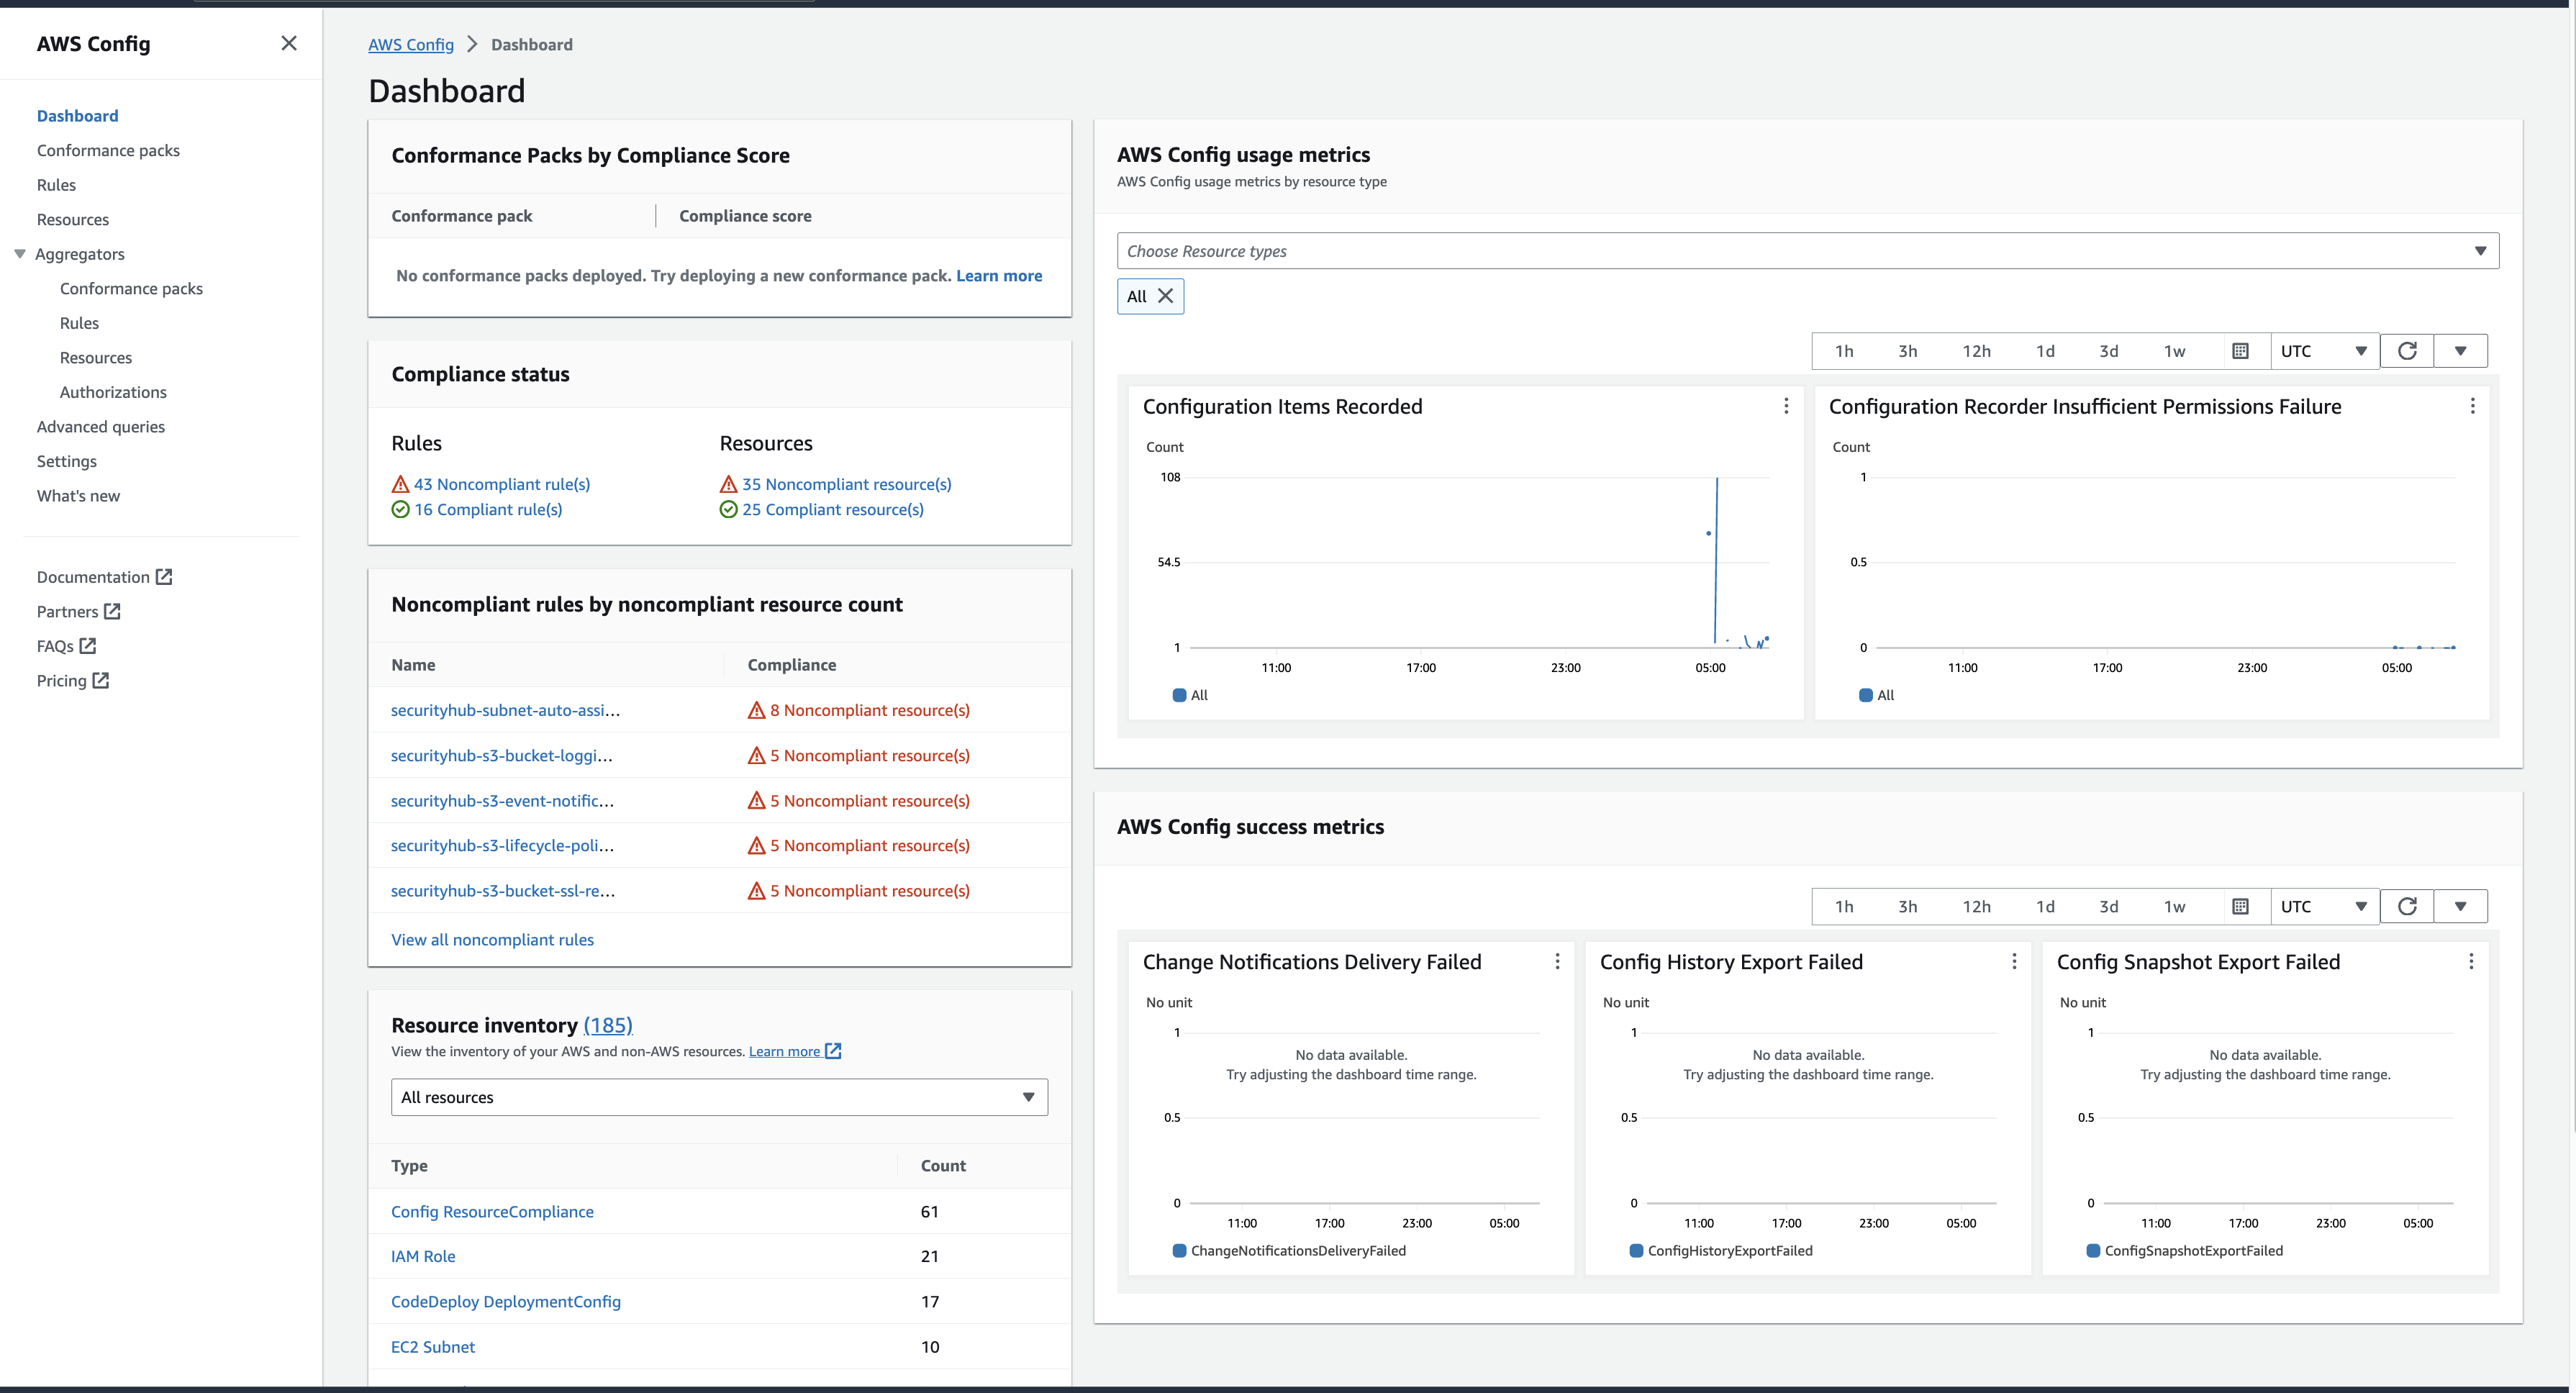 AWS Config
Dashboard
Conformance packs
Rules
Resources
Aggregators
Conformance packs
Rules
Resources
Authorizations
Advanced queries
Settings
What's new
Documentation
Partners
FAQs
Pricing
AWS Config > Dashboard
Dashboard
Conformance Packs by Compliance Score
Conformance pack Compliance score
No conformance packs deployed. Try deploying a new conformance pack. Learn more
Compliance status
Rules Resources
43 Noncompliant rule(s) 35 Noncompliant resource(s)
16 Compliant rule(s) 25 Compliant resource(s)
Noncompliant rules by noncompliant resource count
Name Compliance
securityhub-subnet-auto-assi... 8 Noncompliant resource(s)
securityhub-s3-bucket-loggi... 5 Noncompliant resource(s)
securityhub-s3-event-notific... 5 Noncompliant resource(s)
securityhub-s3-lifecycle-poli... 5 Noncompliant resource(s)
securityhub-s3-bucket-ssl-re... 5 Noncompliant resource(s)
View all noncompliant rules
Resource inventory (185)
View the inventory of your AWS and non-AWS resources. Learn more
All resources
Type Count
Config ResourceCompliance 61
IAM Role 21
CodeDeploy DeploymentConfig 17
EC2 Subnet 10
AWS Config usage metrics
AWS Config usage metrics by resource type
Choose Resource types
All
1h 3h 12h 1d 3d 1w UTC
Configuration Items Recorded
Count
108
54.5
1
11:00 17:00 23:00 05:00
All
Configuration Recorder Insufficient Permissions Failure
Count
1
0.5
0
11:00 17:00 23:00 05:00
All
AWS Config success metrics
1h 3h 12h 1d 3d 1w UTC
Change Notifications Delivery Failed
No unit
1
No data available.
Try adjusting the dashboard time range.
0.5
0
11:00 17:00 23:00 05:00
ChangeNotificationsDeliveryFailed
Config History Export Failed
No unit
1
No data available.
Try adjusting the dashboard time range.
0.5
0
11:00 17:00 23:00 05:00
ConfigHistoryExportFailed
Config Snapshot Export Failed
No unit
1
No data available.
Try adjusting the dashboard time range.
0.5
0
11:00 17:00 23:00 05:00
ConfigSnapshotExportFailed